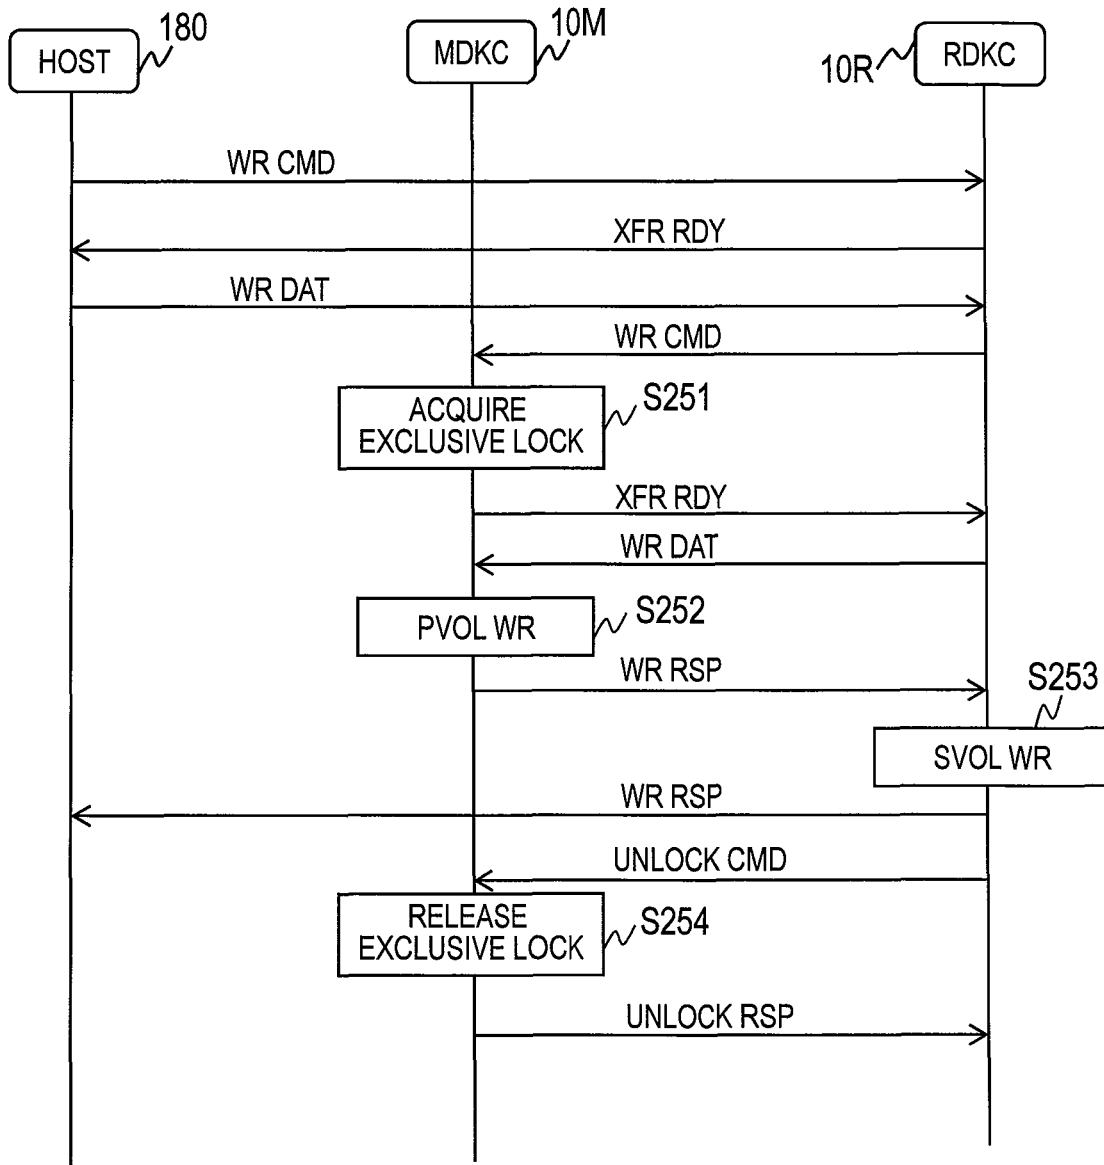 180
10M
10R
HOST
MDKC
RDKC
WR CMD
XFR RDY
WR DAT
WR CMD
ACQUIRE
EXCLUSIVE LOCK
S251
XFR RDY
WR DAT
PVOL WR
S252
WR RSP
S253
SVOL WR
WR RSP
UNLOCK CMD
RELEASE
EXCLUSIVE LOCK
S254
UNLOCK RSP